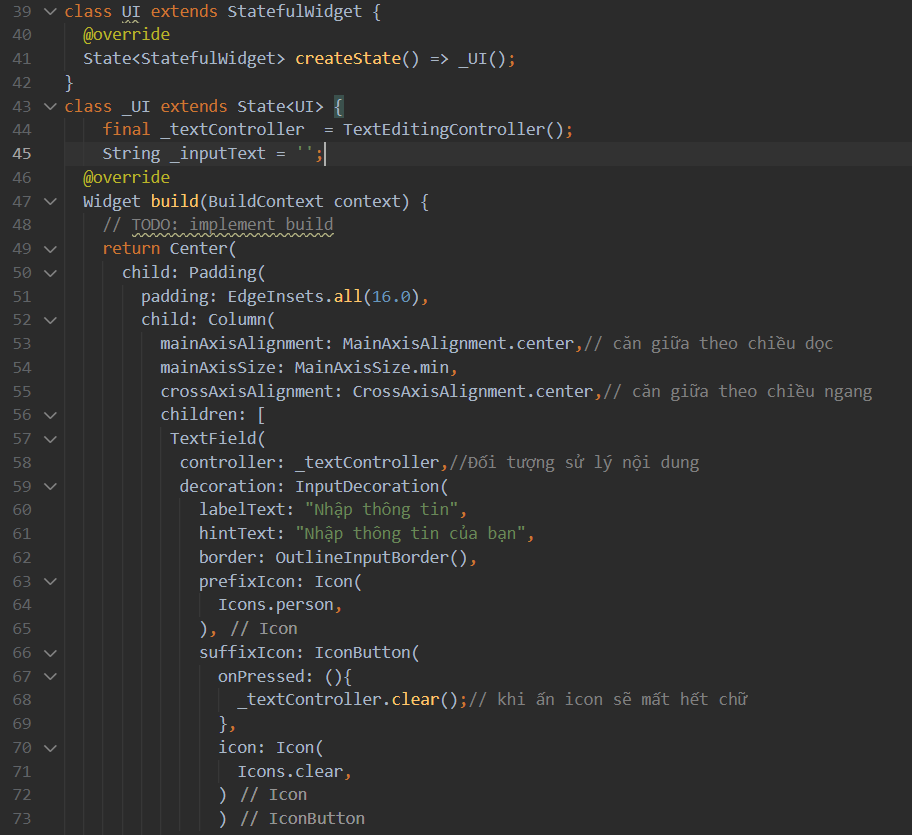 39 class UI extends StatefulWidget {
40 @override
41 State<StatefulWidget> createState() => _UI();
42 }
43 class _UI extends State<UI> {
44 final _textController  = TextEditingController();
45 String _inputText = '';
46 @override
47 Widget build(BuildContext context) {
48 // TODO: implement build
49 return Center(
50 child: Padding(
51 padding: EdgeInsets.all(16.0),
52 child: Column(
53 mainAxisAlignment: MainAxisAlignment.center,// căn giữa theo chiều dọc
54 mainAxisSize: MainAxisSize.min,
55 crossAxisAlignment: CrossAxisAlignment.center,// căn giữa theo chiều ngang
56 children: [
57 TextField(
58 controller: _textController,//Đối tượng sử lý nội dung
59 decoration: InputDecoration(
60 labelText: "Nhập thông tin",
61 hintText: "Nhập thông tin của bạn",
62 border: OutlineInputBorder(),
63 prefixIcon: Icon(
64 Icons.person,
65 ), // Icon
66 suffixIcon: IconButton(
67 onPressed: (){
68 _textController.clear();// khi ấn icon sẽ mất hết chữ
69 },
70 icon: Icon(
71 Icons.clear,
72 ) // Icon
73 ) // IconButton